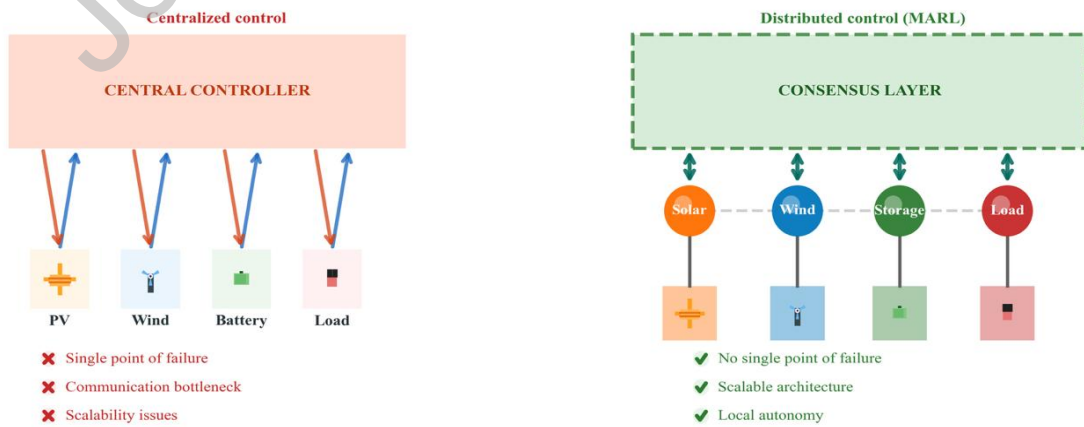 Centralized control
CENTRAL CONTROLLER
PV Wind Battery Load
Single point of failure
Communication bottleneck
Scalability issues
Distributed control (MARL)
CONSENSUS LAYER
Solar Wind Storage Load
No single point of failure
Scalable architecture
Local autonomy